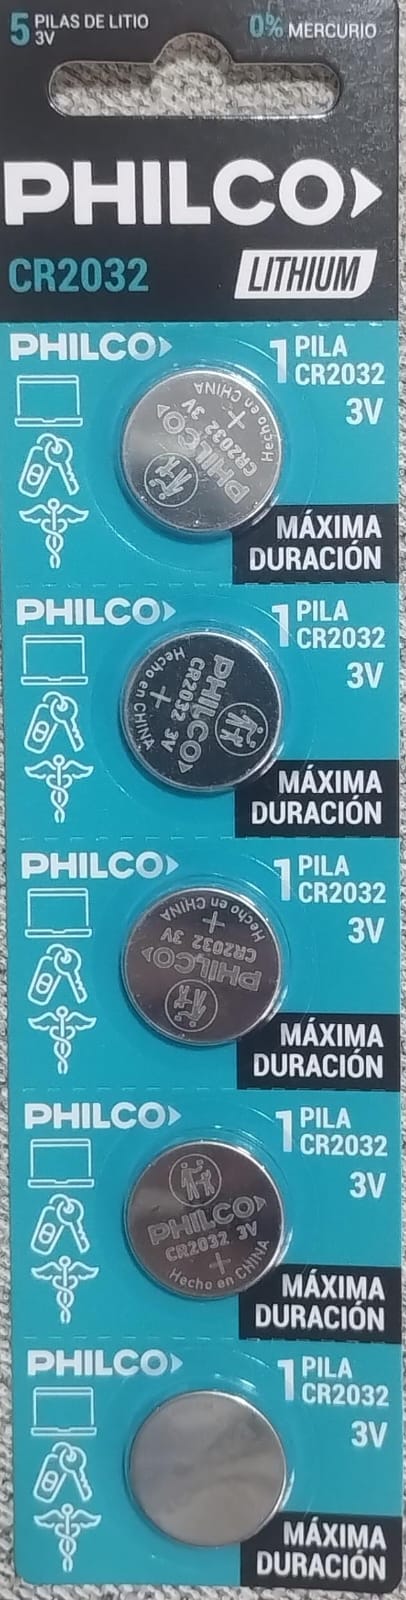 5 PILAS DE LITIO
3V
0% MERCURIO
PHILCO
CR2032
LITHIUM
PHILCO
1 PILA
CR2032
3V
PHILCO
CR2032 3V
+
Hecho en CHINA
MÁXIMA
DURACIÓN
PHILCO
1 PILA
CR2032
3V
PHILCO
CR2032 3V
+
Hecho en CHINA
MÁXIMA
DURACIÓN
PHILCO
1 PILA
CR2032
3V
PHILCO
CR2032 3V
+
Hecho en CHINA
MÁXIMA
DURACIÓN
PHILCO
1 PILA
CR2032
3V
PHILCO
CR2032 3V
+
Hecho en CHINA
MÁXIMA
DURACIÓN
PHILCO
1 PILA
CR2032
3V
MÁXIMA
DURACIÓN